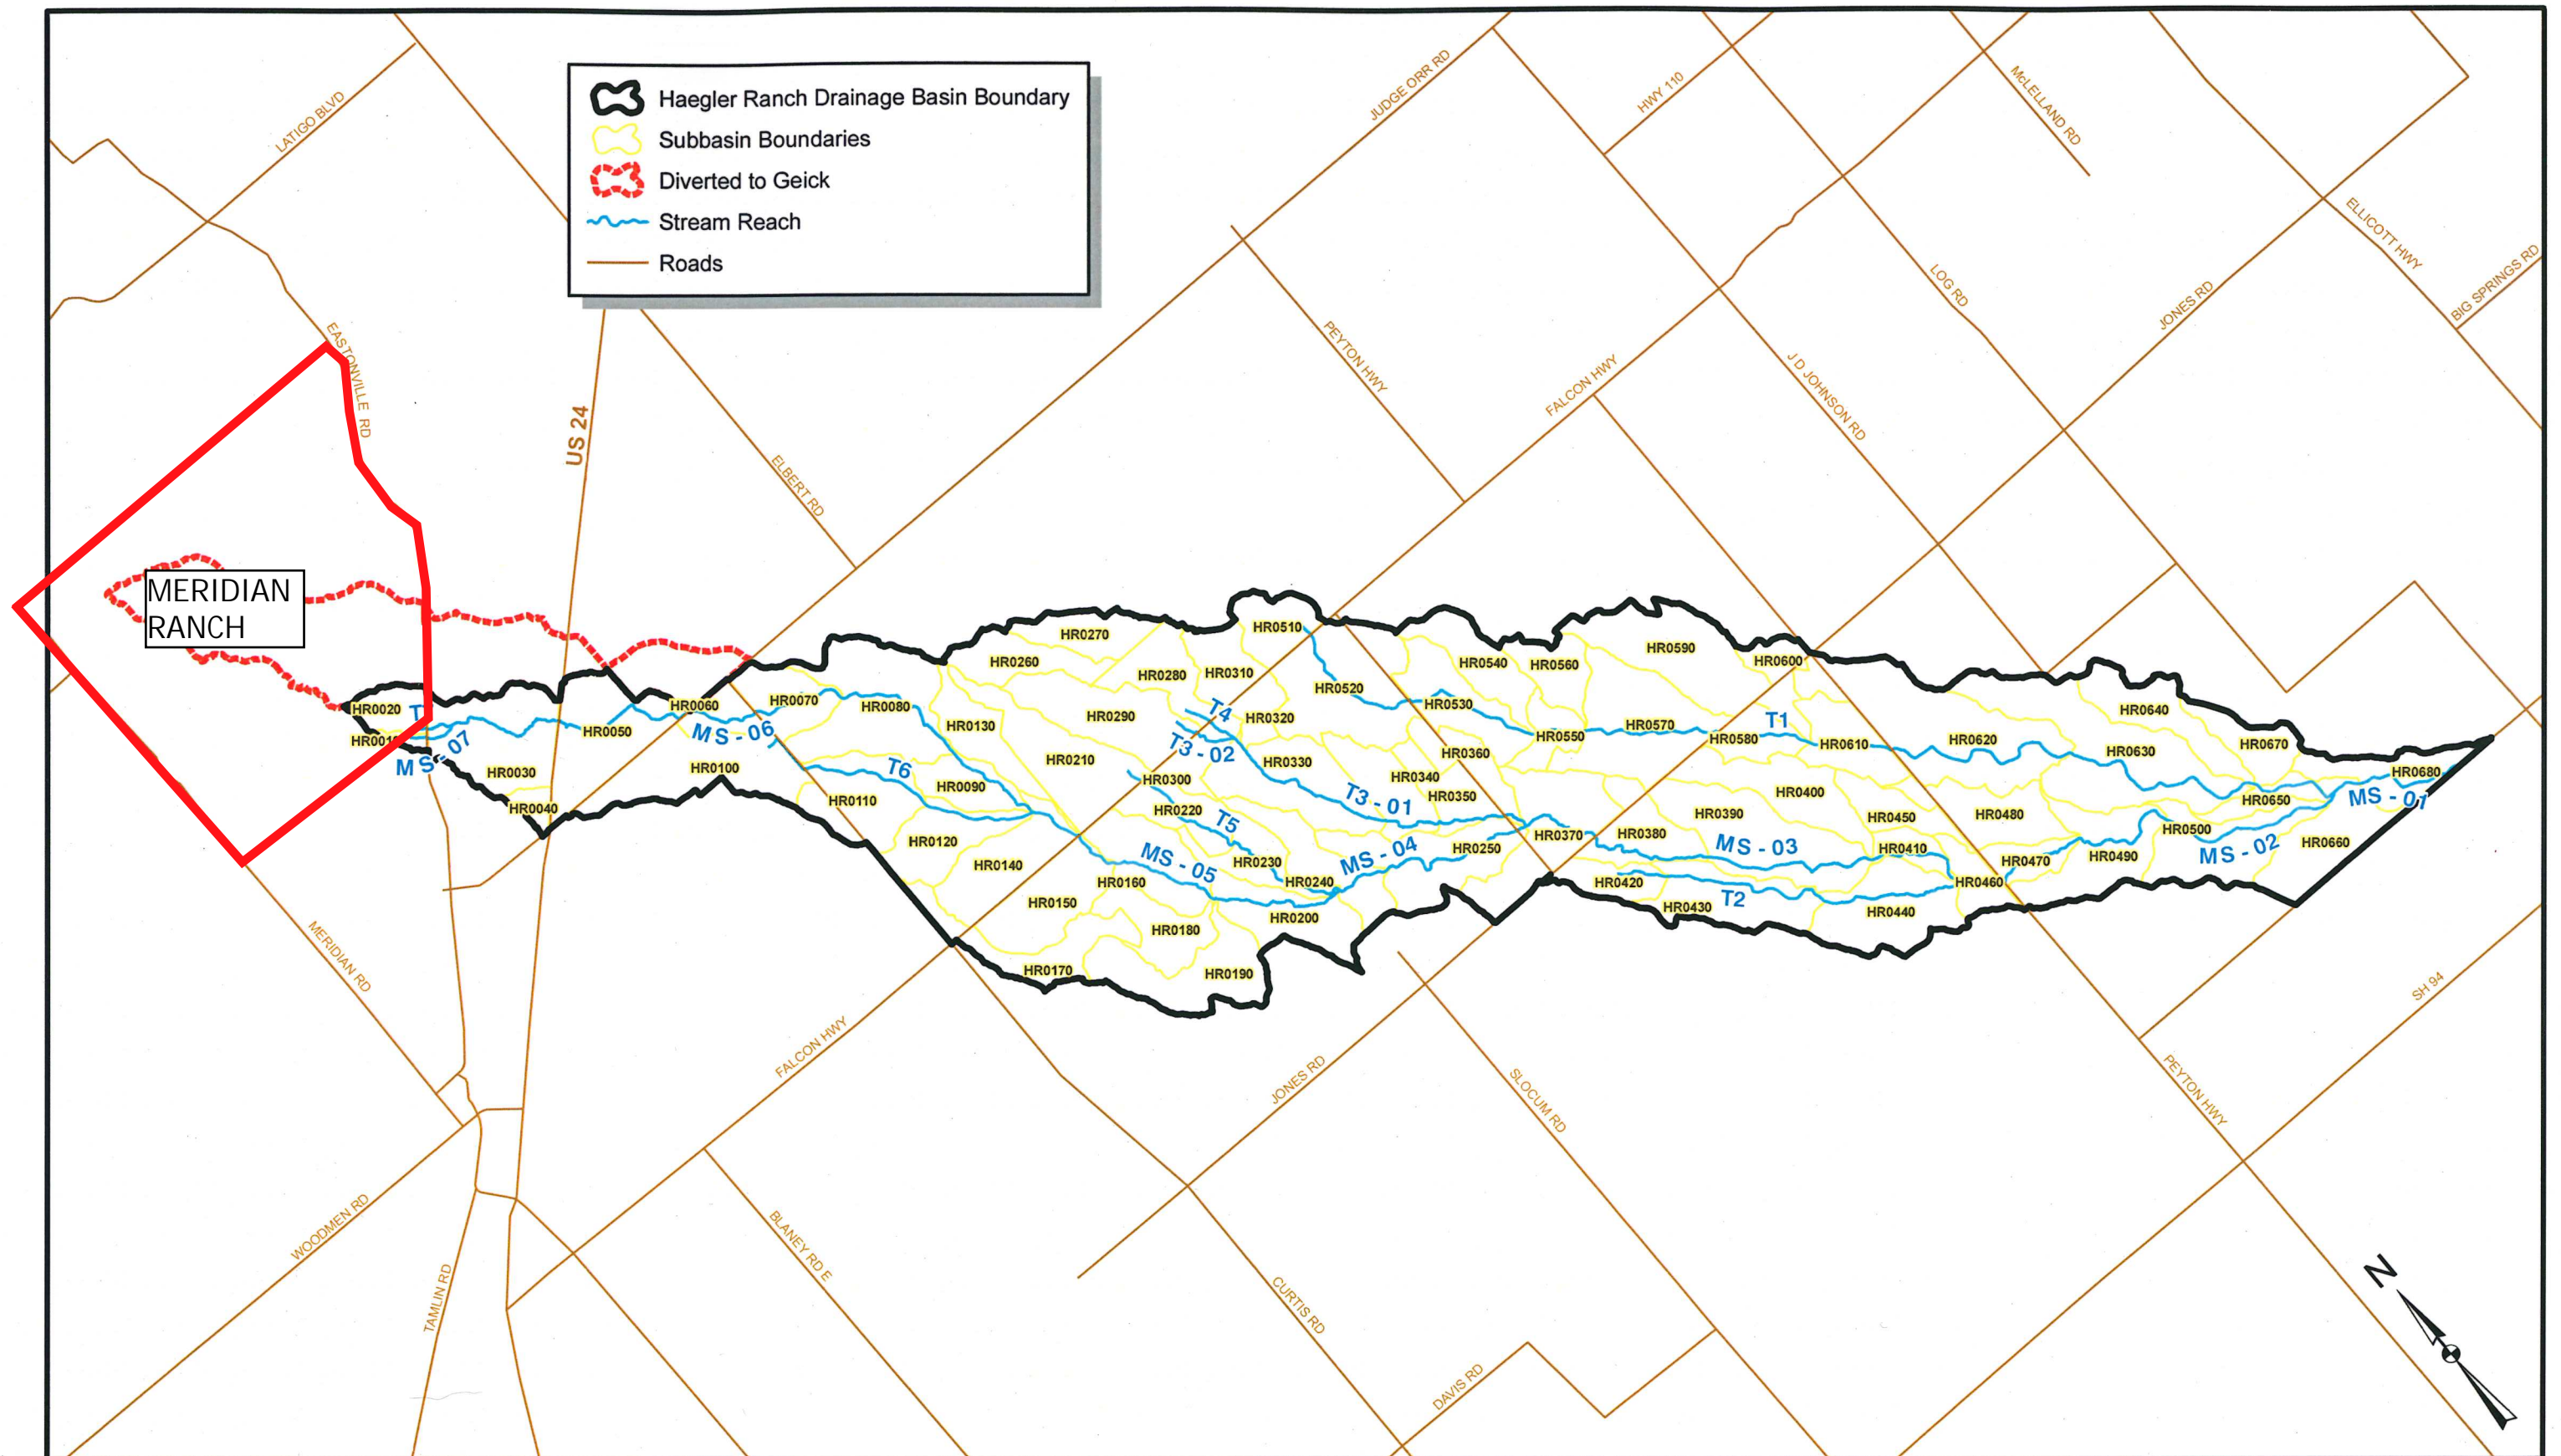 Haegler Ranch Drainage Basin Boundary
Subbasin Boundaries
Diverted to Geick
Stream Reach
Roads
LATIGO BLVD
JUDGE ORR RD
HWY 110
McLELLAND RD
ELLICOTT HWY
BIG SPRINGS RD
LOG RD
JONES RD
EASTONVILLE RD
PEYTON HWY
FALCON HWY
J D JOHNSON RD
US 24
ELBERT RD
MERIDIAN
RANCH
HR0270
HR0510
HR0260
HR0280
HR0310
HR0540
HR0560
HR0590
HR0600
HR0020
HR0060
HR0070
HR0080
HR0290
T4
HR0320
HR0520
HR0530
HR0640
HR0050
MS-06
HR0130
T3-02
HR0550
HR0570
T1
HR0580
HR0610
HR0620
HR0630
HR0670
MS-07
HR0030
HR0100
T6
HR0210
HR0330
HR0360
HR0300
HR0340
HR0680
HR0040
HR0110
HR0090
HR0220
T5
T3-01
HR0350
HR0400
HR0650
MS-01
HR0120
HR0390
HR0450
HR0480
HR0370
HR0380
HR0500
HR0140
MS-05
HR0230
MS-04
HR0250
MS-03
HR0410
HR0470
HR0490
MS-02
HR0660
HR0160
HR0240
HR0420
HR0460
HR0150
HR0200
HR0430
T2
HR0440
HR0180
HR0170
HR0190
MERIDIAN RD
SH 94
FALCON HWY
JONES RD
SLOCUM RD
PEYTON HWY
WOODMEN RD
BLANEY RD E
TAMLIN RD
CURTIS RD
DAVIS RD
N